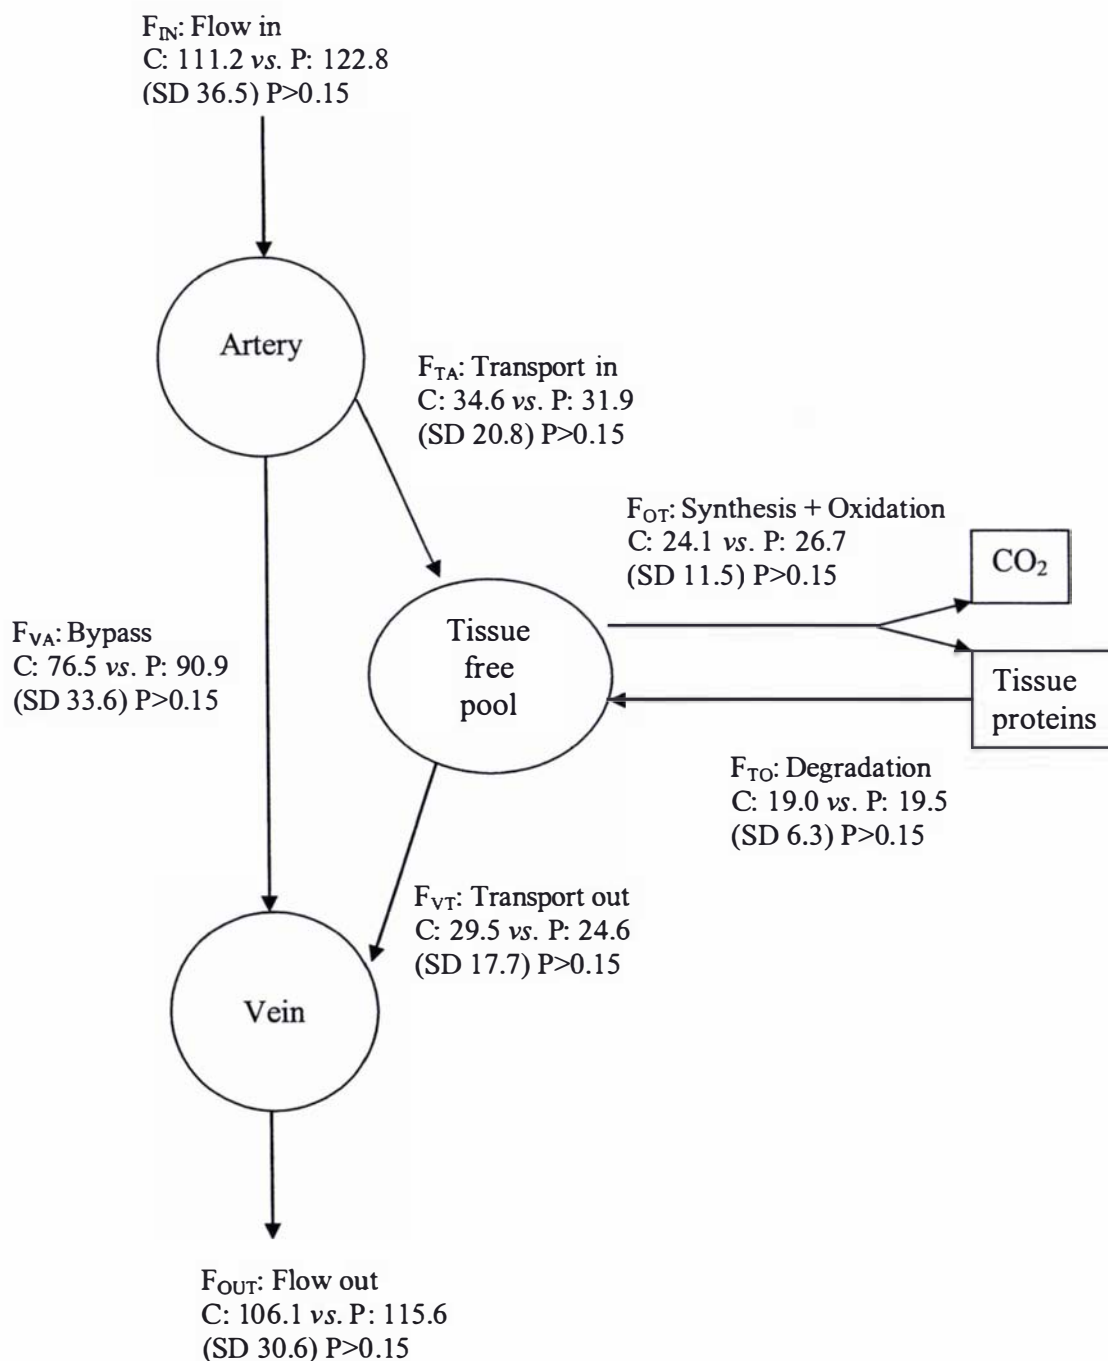 F_IN: Flow in
C: 111.2 vs. P: 122.8
(SD 36.5) P>0.15
Artery
F_TA: Transport in
C: 34.6 vs. P: 31.9
(SD 20.8) P>0.15
F_OT: Synthesis + Oxidation
C: 24.1 vs. P: 26.7
(SD 11.5) P>0.15
CO₂
F_VA: Bypass
C: 76.5 vs. P: 90.9
(SD 33.6) P>0.15
Tissue
free
pool
Tissue
proteins
F_TO: Degradation
C: 19.0 vs. P: 19.5
(SD 6.3) P>0.15
F_VT: Transport out
C: 29.5 vs. P: 24.6
(SD 17.7) P>0.15
Vein
F_OUT: Flow out
C: 106.1 vs. P: 115.6
(SD 30.6) P>0.15